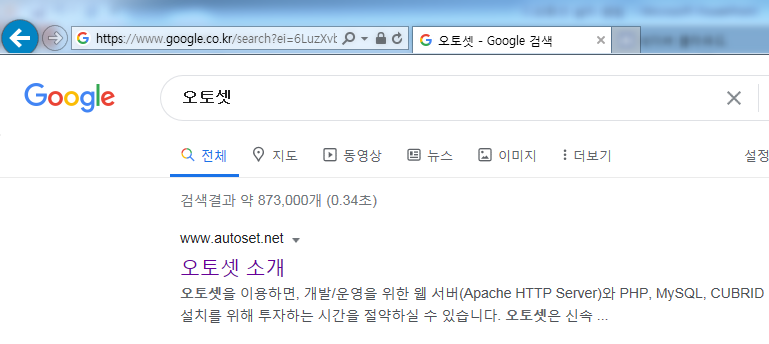 https://www.google.co.kr/search?ei=6LuzXvb
오토셋 - Google 검색
Google
오토셋
전체
지도
동영상
뉴스
이미지
더보기
설정
검색결과 약 873,000개 (0.34초)
www.autoset.net
오토셋 소개
오토셋을 이용하면, 개발/운영을 위한 웹 서버(Apache HTTP Server)와 PHP, MySQL, CUBRID
설치를 위해 투자하는 시간을 절약하실 수 있습니다. 오토셋은 신속 ...